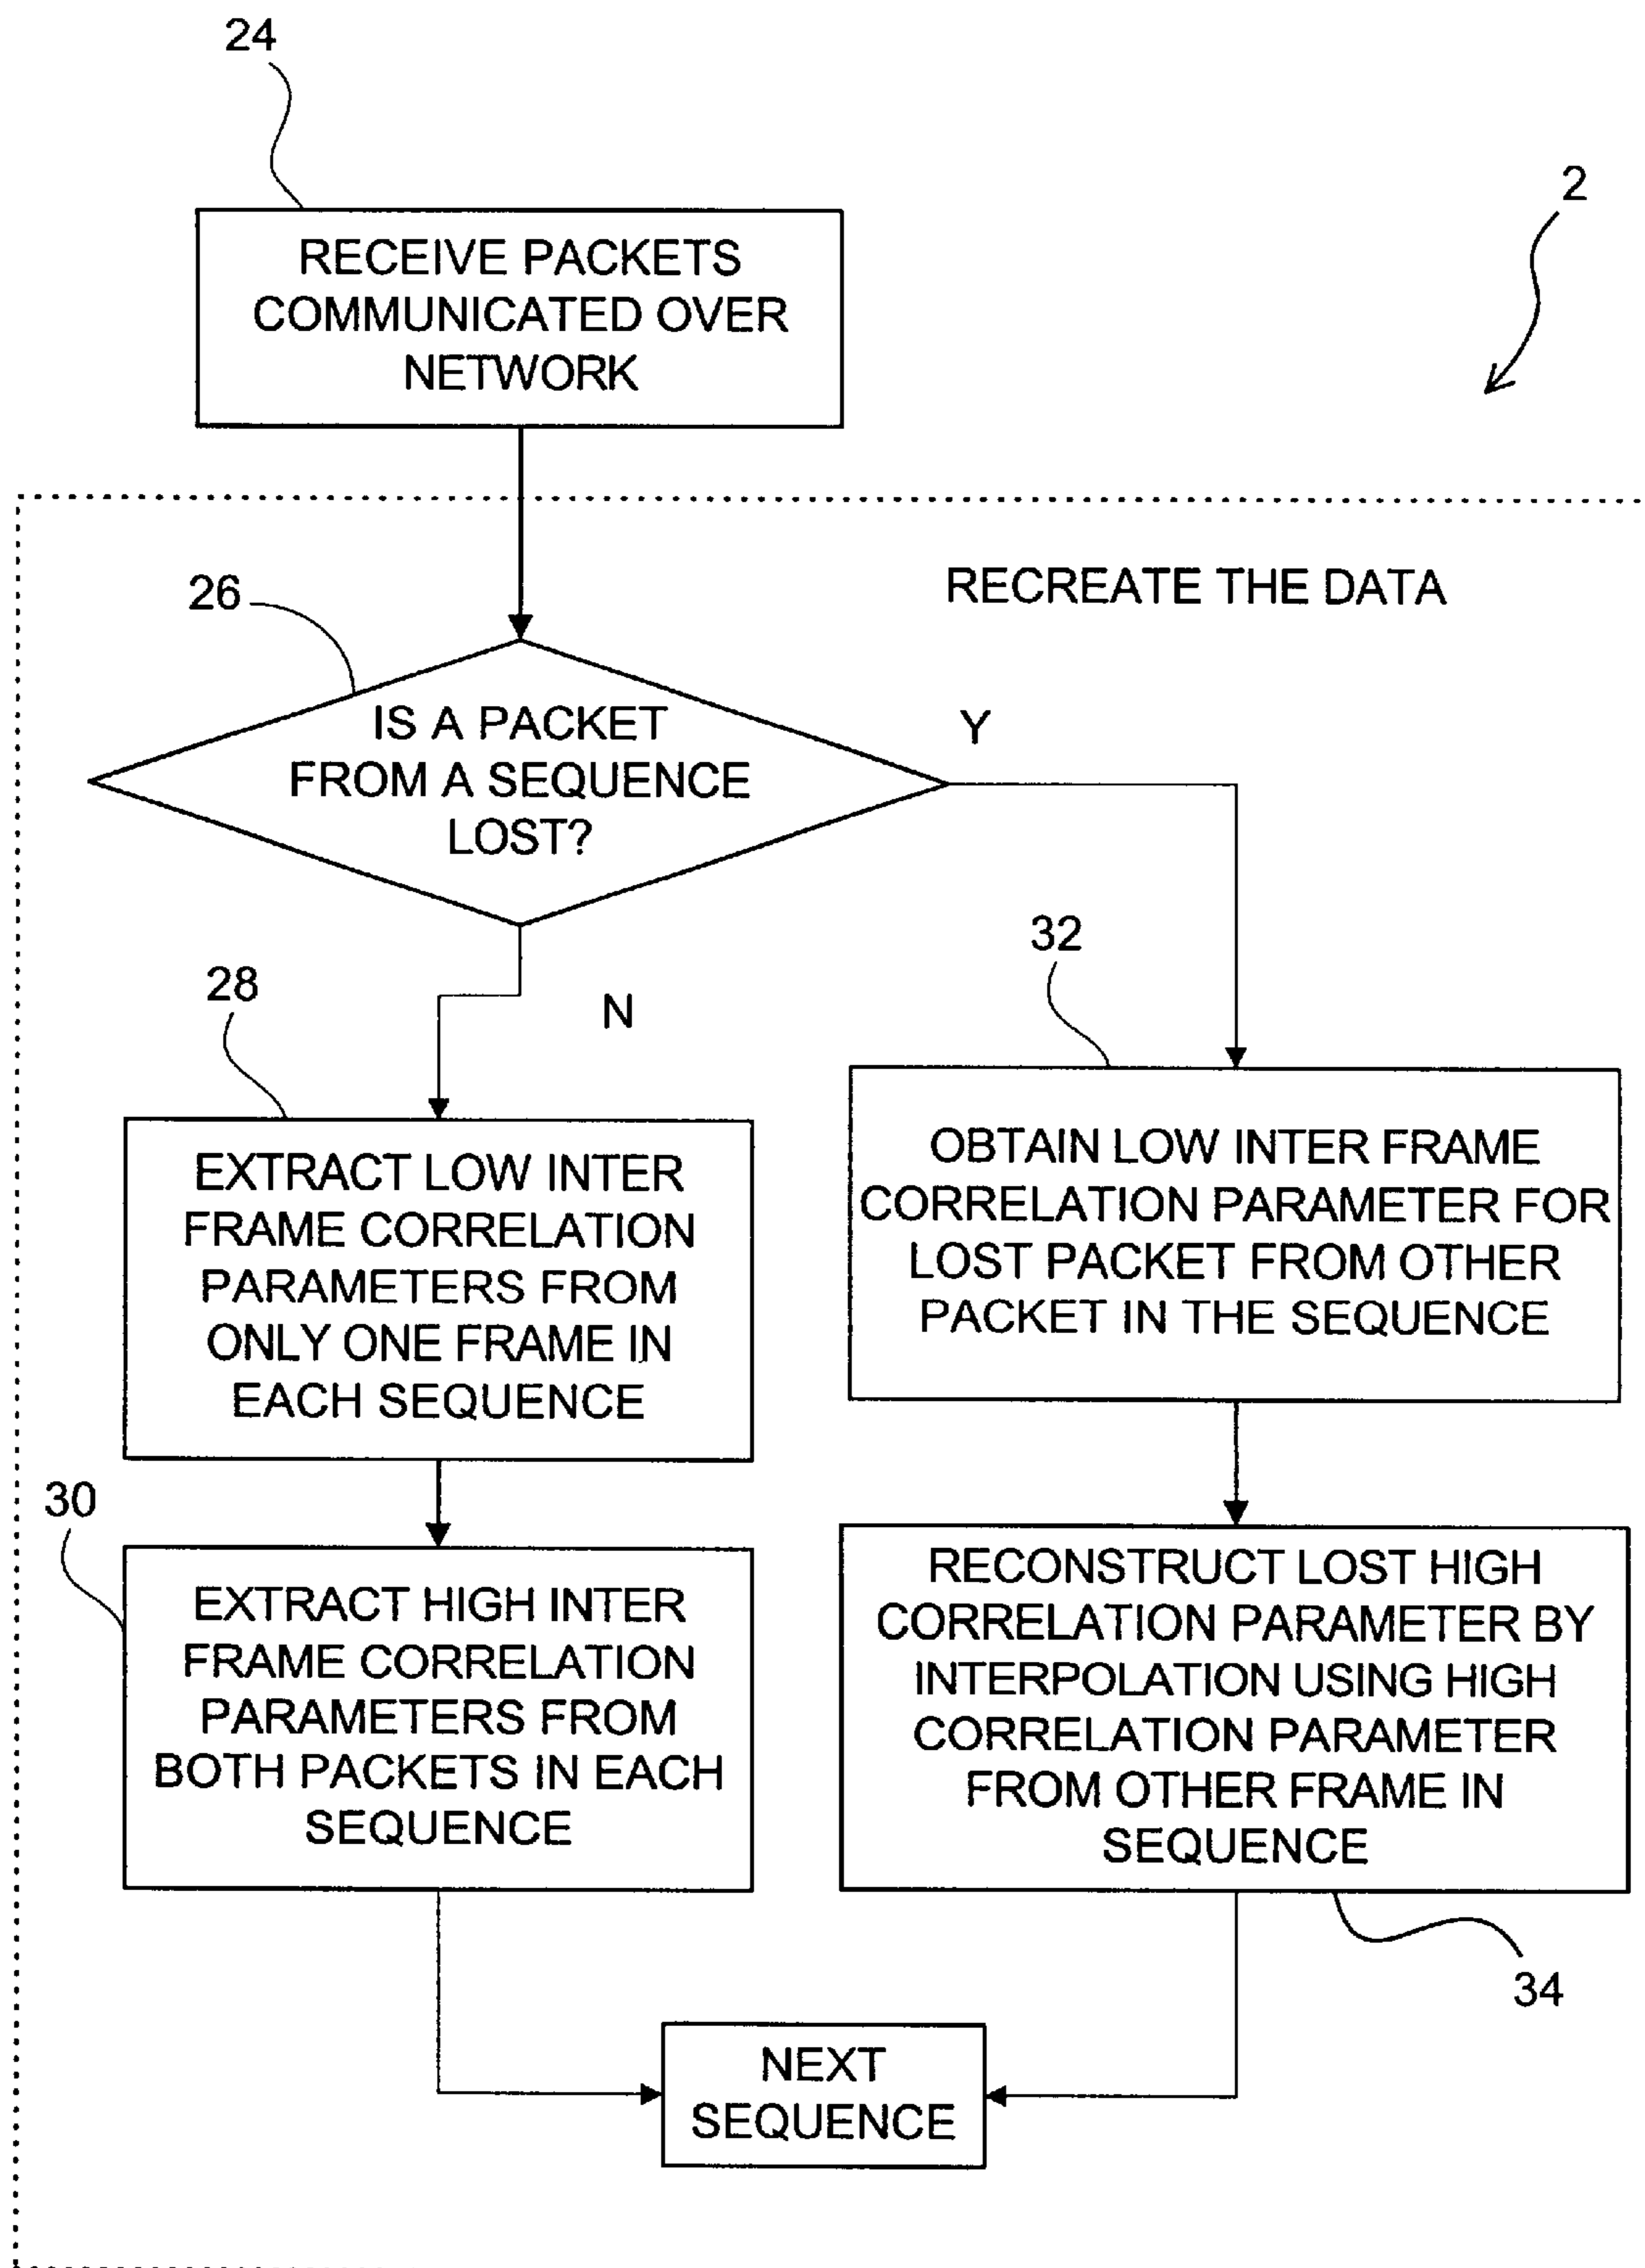 24
2
RECEIVE PACKETS
COMMUNICATED OVER
NETWORK
RECREATE THE DATA
26
IS A PACKET
FROM A SEQUENCE
LOST?
Y
N
28
EXTRACT LOW INTER
FRAME CORRELATION
PARAMETERS FROM
ONLY ONE FRAME IN
EACH SEQUENCE
32
OBTAIN LOW INTER FRAME
CORRELATION PARAMETER FOR
LOST PACKET FROM OTHER
PACKET IN THE SEQUENCE
30
EXTRACT HIGH INTER
FRAME CORRELATION
PARAMETERS FROM
BOTH PACKETS IN EACH
SEQUENCE
RECONSTRUCT LOST HIGH
CORRELATION PARAMETER BY
INTERPOLATION USING HIGH
CORRELATION PARAMETER
FROM OTHER FRAME IN
SEQUENCE
34
NEXT
SEQUENCE